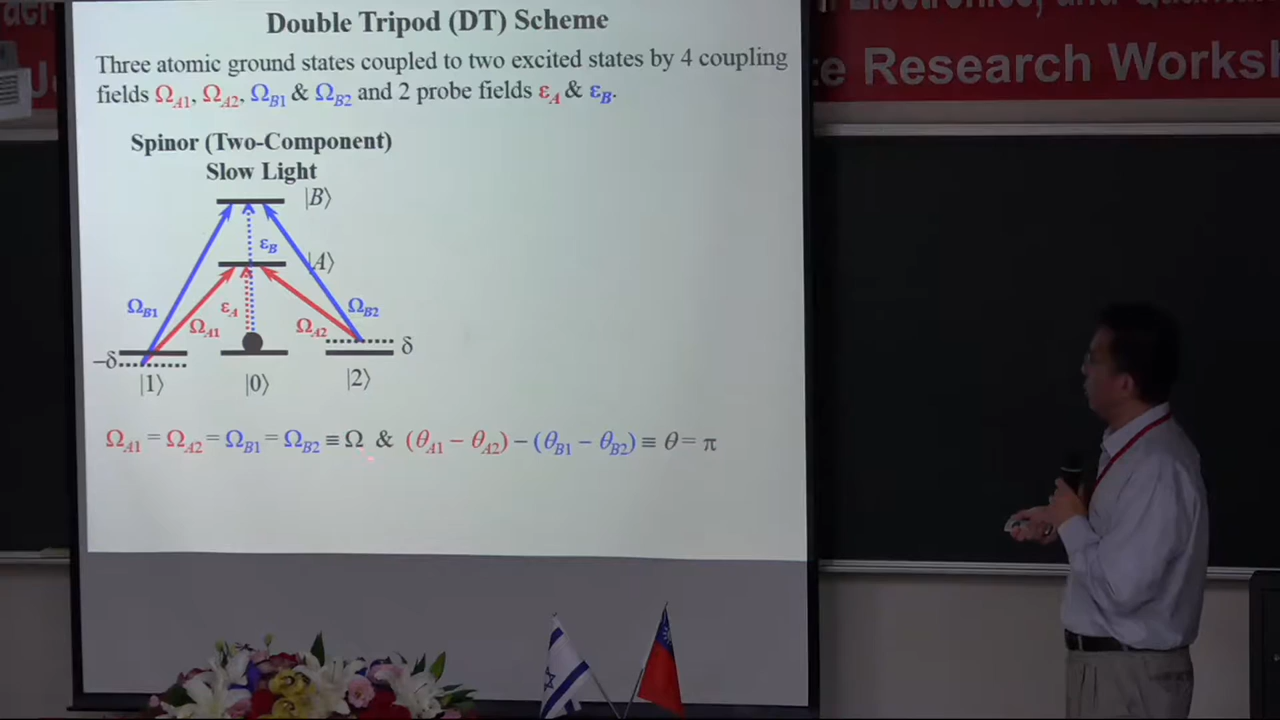 Double Tripod (DT) Scheme
Three atomic ground states coupled to two excited states by 4 coupling
fields Ω_A1, Ω_A2, Ω_B1 & Ω_B2 and 2 probe fields ε_A & ε_B.
Spinor (Two-Component)
Slow Light
|B⟩
ε_B
|A⟩
Ω_B1
ε_A
Ω_B2
Ω_A1
Ω_A2
−δ
δ
|1⟩
|0⟩
|2⟩
Ω_A1 = Ω_A2 = Ω_B1 = Ω_B2 ≡ Ω & (θ_A1 − θ_A2) − (θ_B1 − θ_B2) ≡ θ = π
Research Works